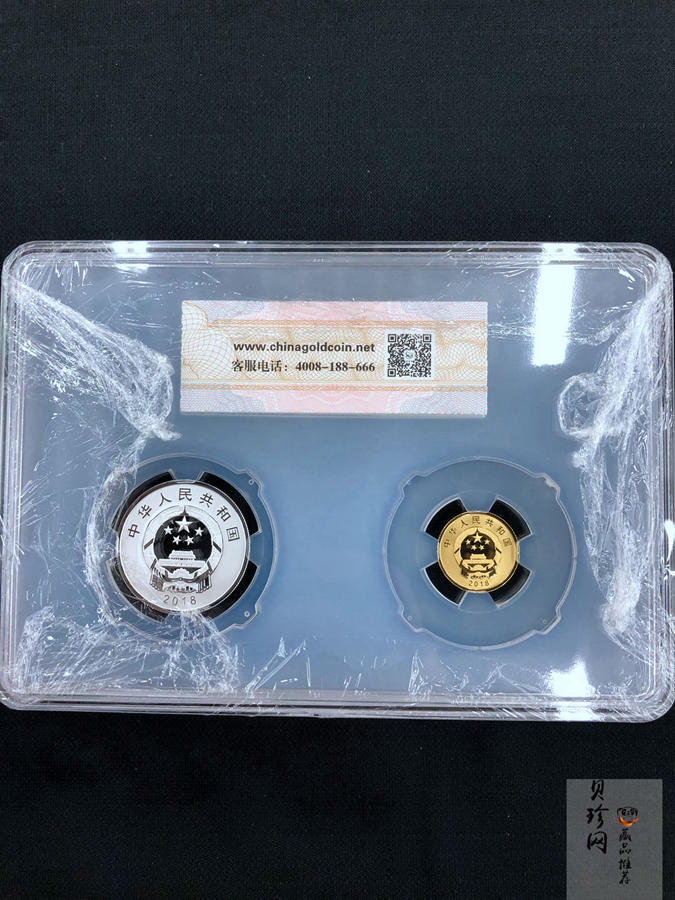 www.chinagoldcoin.net
客服电话：4008-188-666
中华人民共和国
2018
中华人民共和国
2018
贝珍网
藏品推荐